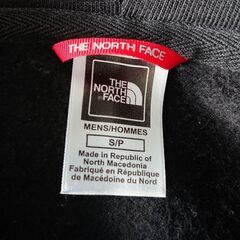 THE NORTH FACE
THE
NORTH
FACE
MENS/HOMMES
S/P
Made in Republic of
North Macedonia
Fabriqué en République
de Macédoine du Nord